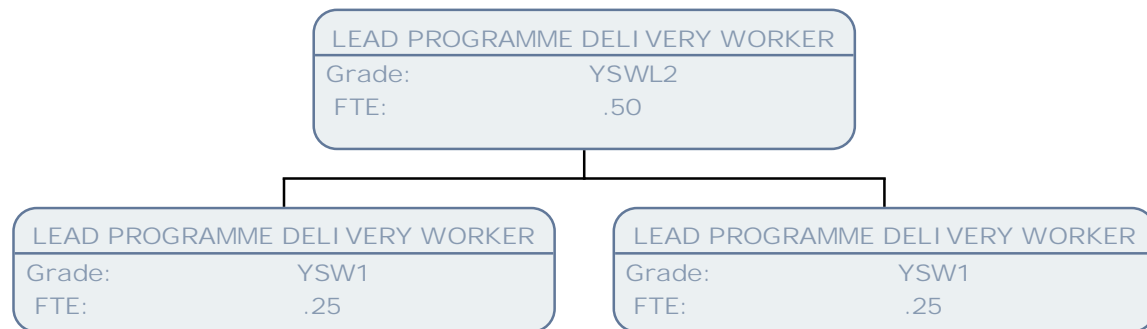 LEAD PROGRAMME DELIVERY WORKER
Grade: YSWL2
FTE: .50
LEAD PROGRAMME DELIVERY WORKER
Grade: YSW1
FTE: .25
LEAD PROGRAMME DELIVERY WORKER
Grade: YSW1
FTE: .25